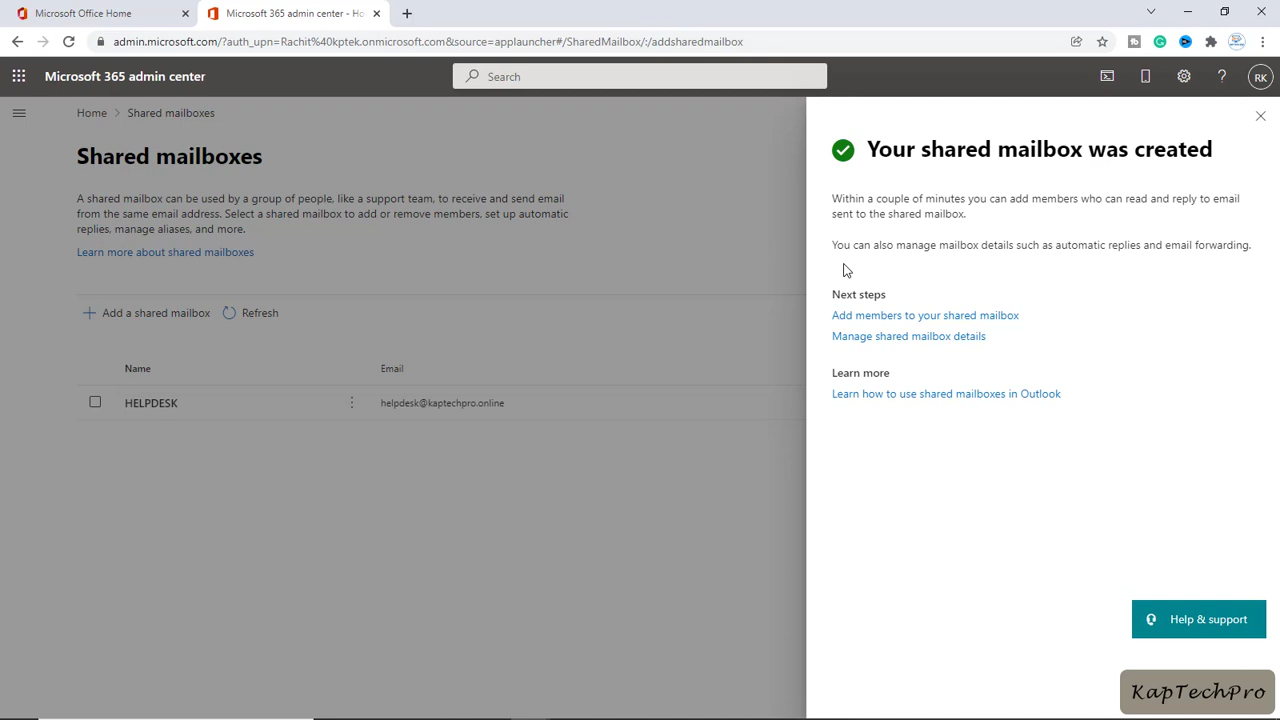 Microsoft Office Home
Microsoft 365 admin center - Ho
admin.microsoft.com/?auth_upn=Rachit%40kptek.onmicrosoft.com&source=applauncher#/SharedMailbox/:/addsharedmailbox
Microsoft 365 admin center
Search
RK
Home > Shared mailboxes
Shared mailboxes
A shared mailbox can be used by a group of people, like a support team, to receive and send email
from the same email address. Select a shared mailbox to add or remove members, set up automatic
replies, manage aliases, and more.
Learn more about shared mailboxes
Add a shared mailbox Refresh
Name Email
HELPDESK helpdesk@kaptechpro.online
Your shared mailbox was created
Within a couple of minutes you can add members who can read and reply to email
sent to the shared mailbox.
You can also manage mailbox details such as automatic replies and email forwarding.
Next steps
Add members to your shared mailbox
Manage shared mailbox details
Learn more
Learn how to use shared mailboxes in Outlook
Help & support
KapTechPro